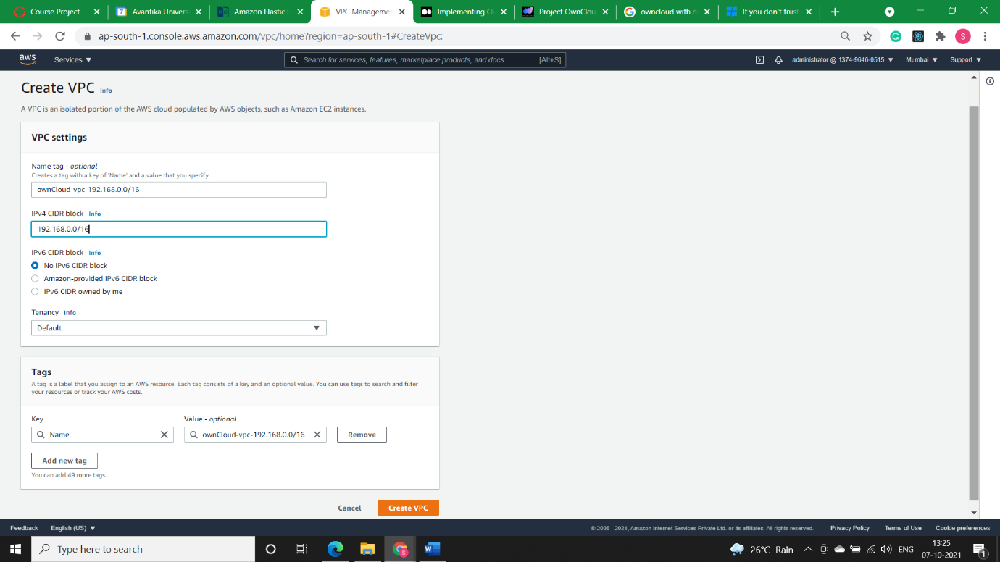 Course Project
Avantika Univers
Amazon Elastic F
VPC Managemen
Implementing O
Project OwnClou
owncloud with d
If you don't trust
ap-south-1.console.aws.amazon.com/vpc/home?region=ap-south-1#CreateVpc:
S
aws
Services
Search for services, features, marketplace products, and docs
[Alt+S]
administrator @ 1374-9646-0515
Mumbai
Support
Create VPC Info
A VPC is an isolated portion of the AWS cloud populated by AWS objects, such as Amazon EC2 instances.
VPC settings
Name tag - optional
Creates a tag with a key of 'Name' and a value that you specify.
ownCloud-vpc-192.168.0.0/16
IPv4 CIDR block Info
192.168.0.0/16
IPv6 CIDR block Info
No IPv6 CIDR block
Amazon-provided IPv6 CIDR block
IPv6 CIDR owned by me
Tenancy Info
Default
Tags
A tag is a label that you assign to an AWS resource. Each tag consists of a key and an optional value. You can use tags to search and filter
your resources or track your AWS costs.
Key
Value - optional
Name
ownCloud-vpc-192.168.0.0/16
Remove
Add new tag
You can add 49 more tags.
Cancel
Create VPC
Feedback
English (US)
© 2008 - 2021, Amazon Internet Services Private Ltd. or its affiliates. All rights reserved.
Privacy Policy
Terms of Use
Cookie preferences
Type here to search
26°C Rain
ENG
13:25
07-10-2021
1